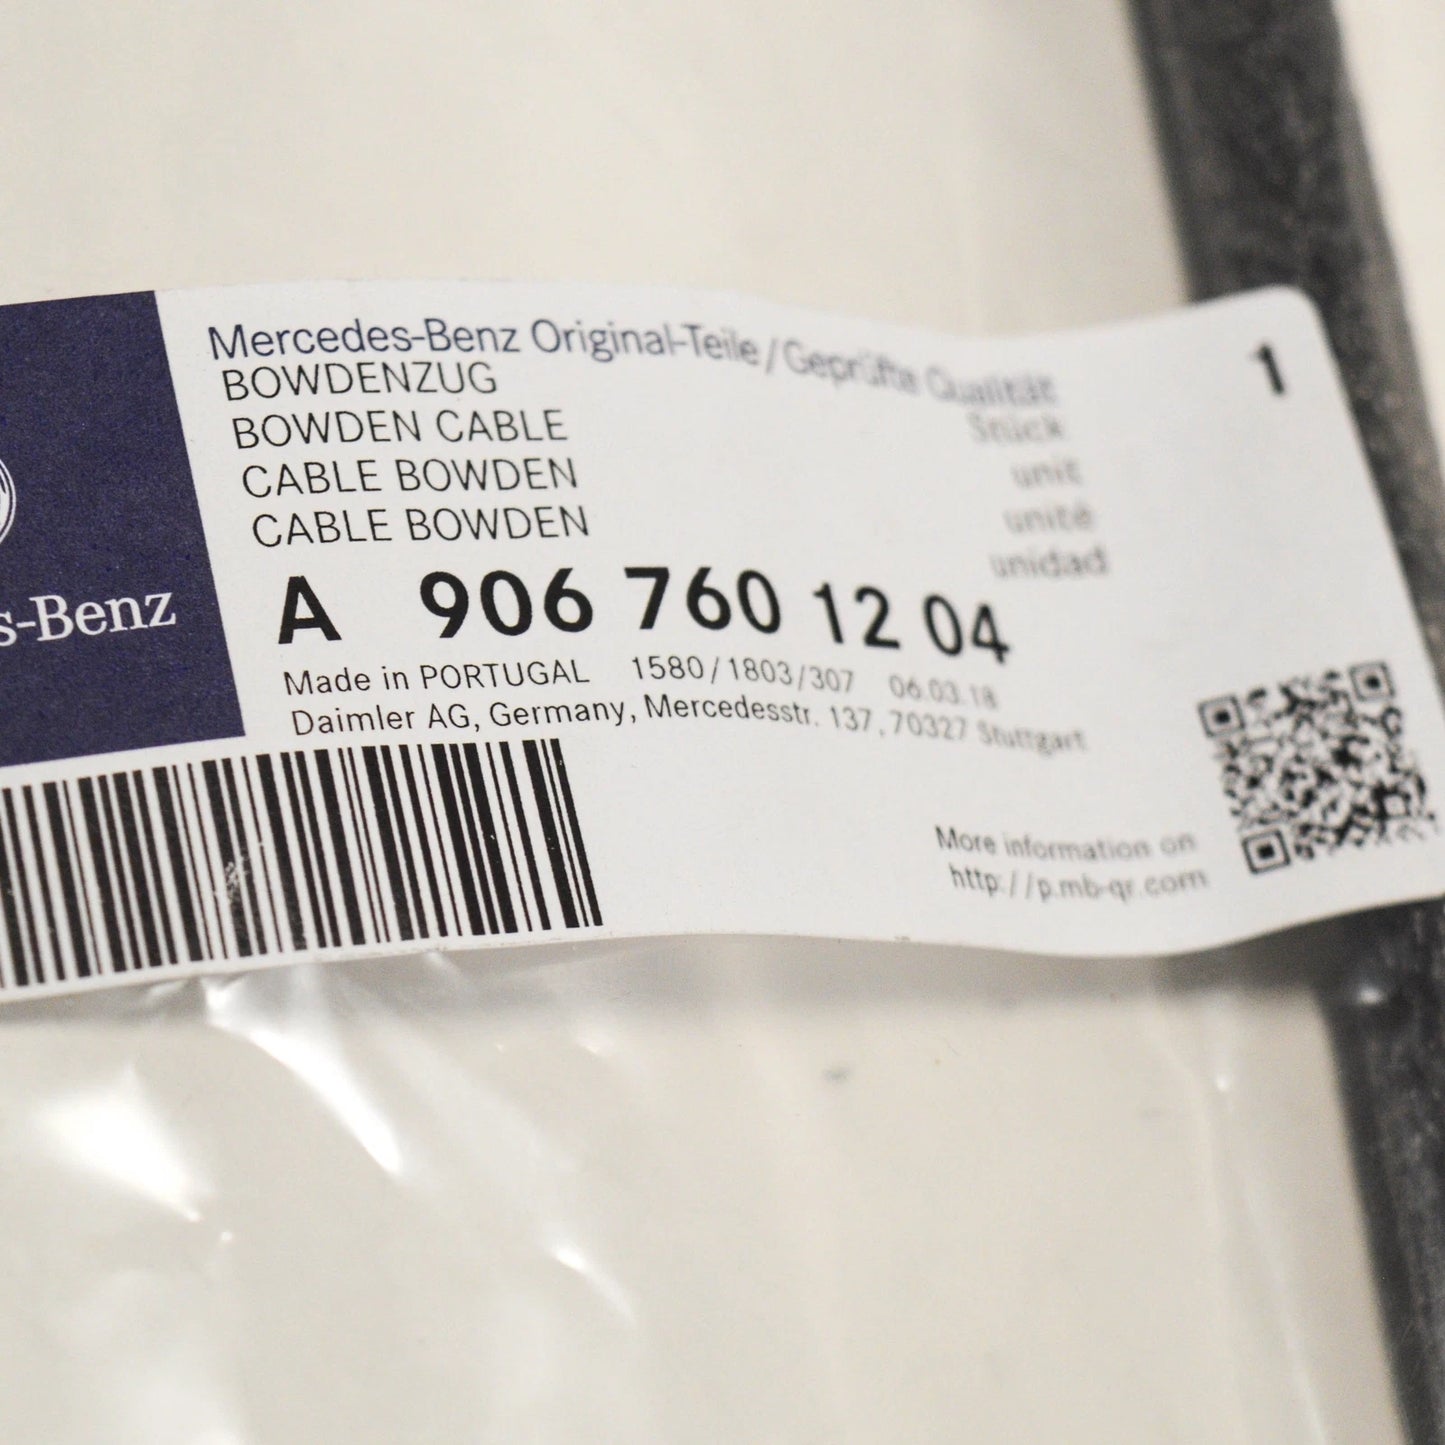 Mercedes-Benz Original-Teile/Geprüfte Qualität
1
BOWDENZUG
Stück
BOWDEN CABLE
unit
CABLE BOWDEN
unité
CABLE BOWDEN
unidad
s-Benz
A 906 760 12 04
Made in PORTUGAL 1580/1803/307 06.03.18
Daimler AG, Germany, Mercedesstr. 137, 70327 Stuttgart
More information on
http://p.mb-qr.com